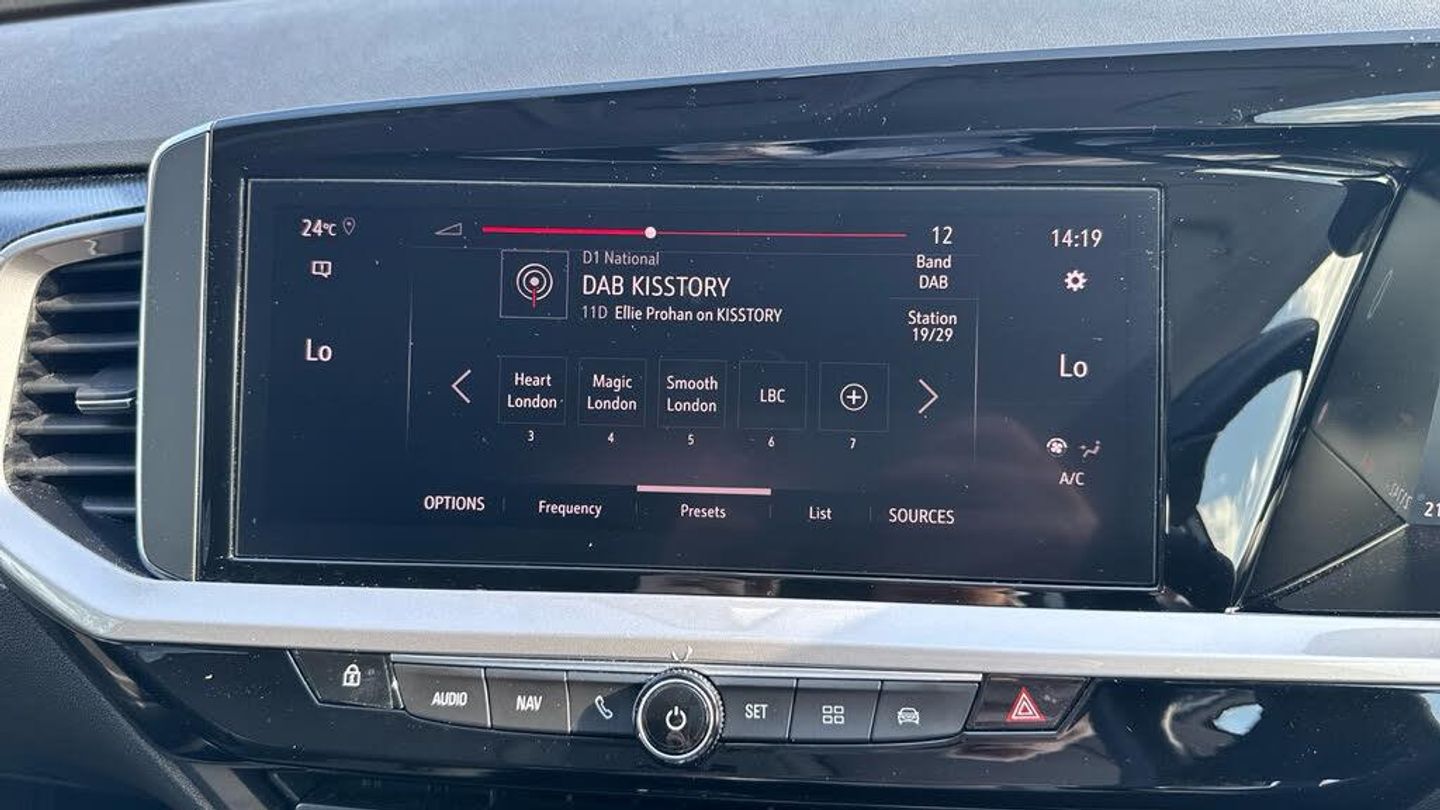 24°C
12
14:19
D1 National
Band
DAB KISSTORY
DAB
11D Ellie Prohan on KISSTORY
Station
19/29
Lo
Lo
Heart
London
Magic
London
Smooth
London
LBC
3
4
5
6
7
A/C
OPTIONS
Frequency
Presets
List
SOURCES
21
AUDIO
NAV
SET